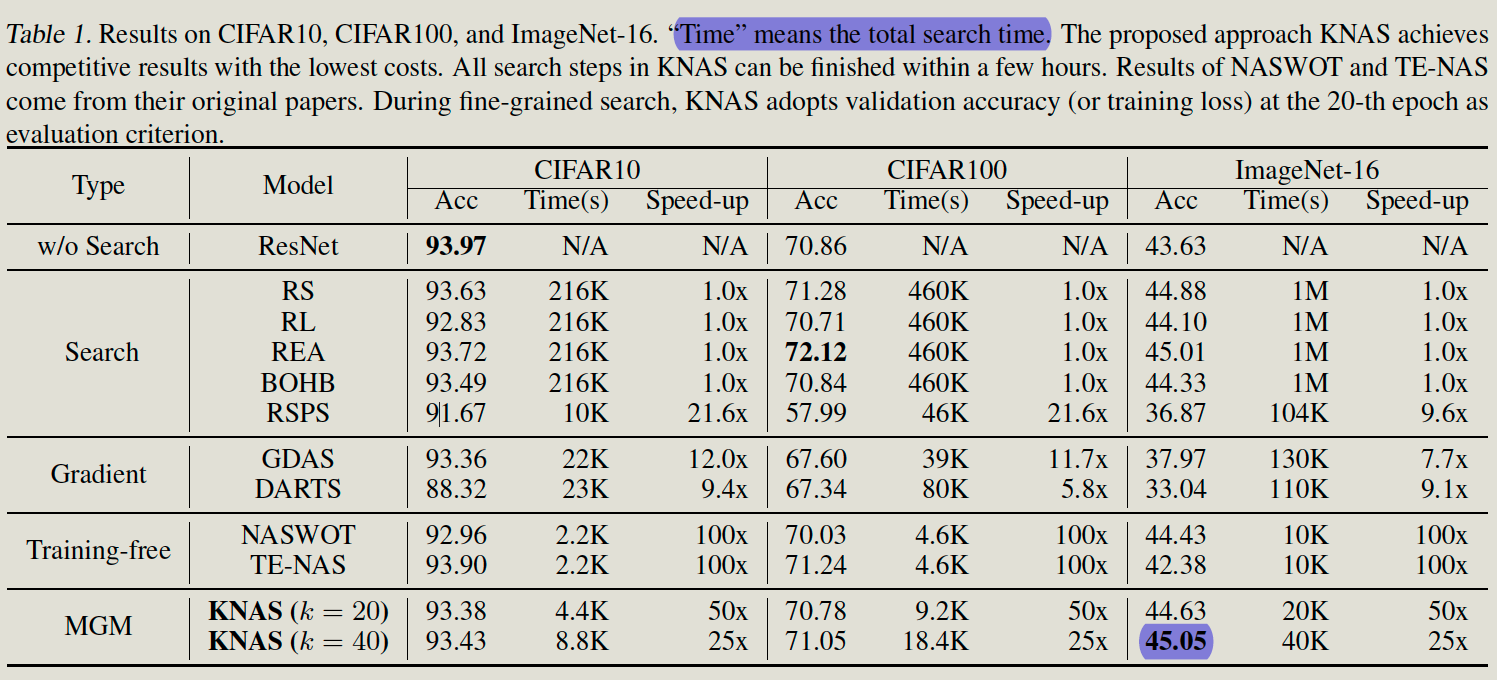 Table 1. Results on CIFAR10, CIFAR100, and ImageNet-16. “Time” means the total search time. The proposed approach KNAS achieves
competitive results with the lowest costs. All search steps in KNAS can be finished within a few hours. Results of NASWOT and TE-NAS
come from their original papers. During fine-grained search, KNAS adopts validation accuracy (or training loss) at the 20-th epoch as
evaluation criterion.
Type Model CIFAR10 CIFAR100 ImageNet-16
Acc Time(s) Speed-up Acc Time(s) Speed-up Acc Time(s) Speed-up
w/o Search ResNet 93.97 N/A N/A 70.86 N/A N/A 43.63 N/A N/A
Search
RS 93.63 216K 1.0x 71.28 460K 1.0x 44.88 1M 1.0x
RL 92.83 216K 1.0x 70.71 460K 1.0x 44.10 1M 1.0x
REA 93.72 216K 1.0x 72.12 460K 1.0x 45.01 1M 1.0x
BOHB 93.49 216K 1.0x 70.84 460K 1.0x 44.33 1M 1.0x
RSPS 91.67 10K 21.6x 57.99 46K 21.6x 36.87 104K 9.6x
Gradient
GDAS 93.36 22K 12.0x 67.60 39K 11.7x 37.97 130K 7.7x
DARTS 88.32 23K 9.4x 67.34 80K 5.8x 33.04 110K 9.1x
Training-free
NASWOT 92.96 2.2K 100x 70.03 4.6K 100x 44.43 10K 100x
TE-NAS 93.90 2.2K 100x 71.24 4.6K 100x 42.38 10K 100x
MGM
KNAS (k = 20) 93.38 4.4K 50x 70.78 9.2K 50x 44.63 20K 50x
KNAS (k = 40) 93.43 8.8K 25x 71.05 18.4K 25x 45.05 40K 25x